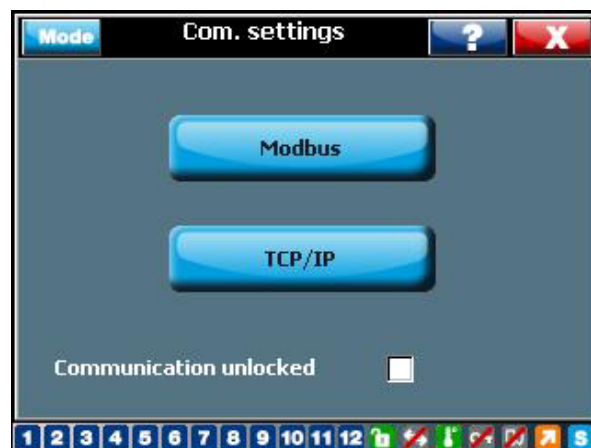 Mode Com. settings ? X
Modbus
TCP/IP
Communication unlocked
1 2 3 4 5 6 7 8 9 10 11 12 S